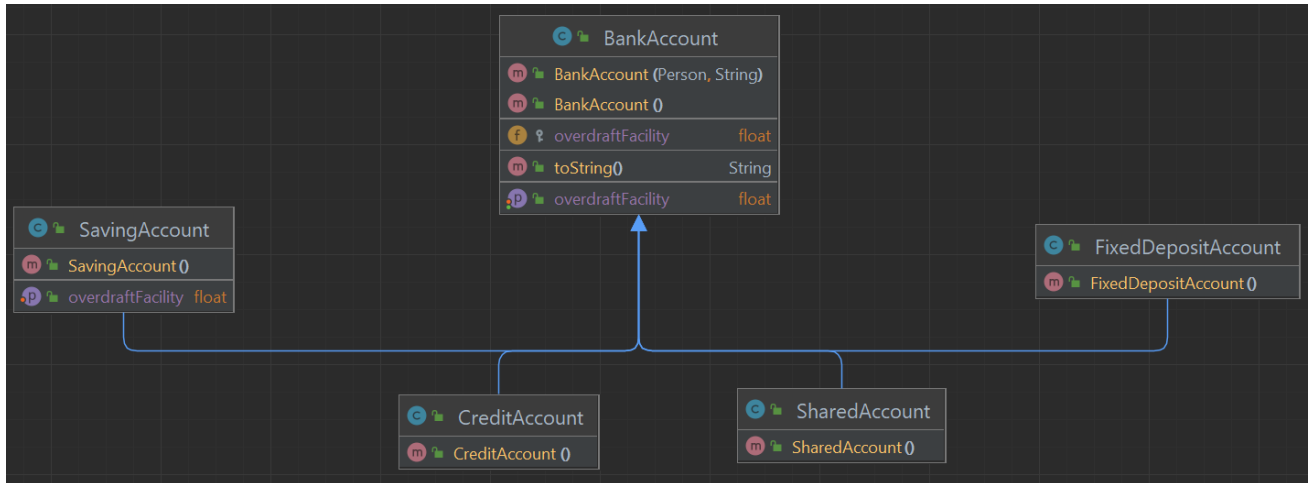 BankAccount
BankAccount (Person, String)
BankAccount ()
overdraftFacility float
toString() String
overdraftFacility float
SavingAccount
SavingAccount ()
overdraftFacility float
FixedDepositAccount
FixedDepositAccount ()
CreditAccount
CreditAccount ()
SharedAccount
SharedAccount ()